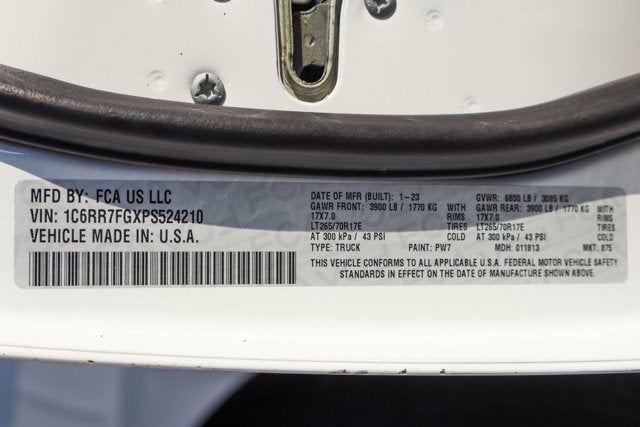 MFD BY: FCA US LLC
VIN: 1C6RR7FGXPS524210
VEHICLE MADE IN: U.S.A.
DATE OF MFR (BUILT): 1-23 GVWR: 6800 LB / 3085 KG
GAWR FRONT: 3900 LB / 1770 KG WITH GAWR REAR: 3900 LB / 1770 KG WITH
17X7.0 RIMS 17X7.0 RIMS
LT265/70R17E TIRES LT265/70R17E TIRES
AT 300 kPa / 43 PSI COLD AT 300 kPa / 43 PSI COLD
TYPE: TRUCK PAINT: PW7 MDH: 011813 MKT: 875
THIS VEHICLE CONFORMS TO ALL APPLICABLE U.S.A. FEDERAL MOTOR VEHICLE SAFETY
STANDARDS IN EFFECT ON THE DATE OF MANUFACTURE SHOWN ABOVE.